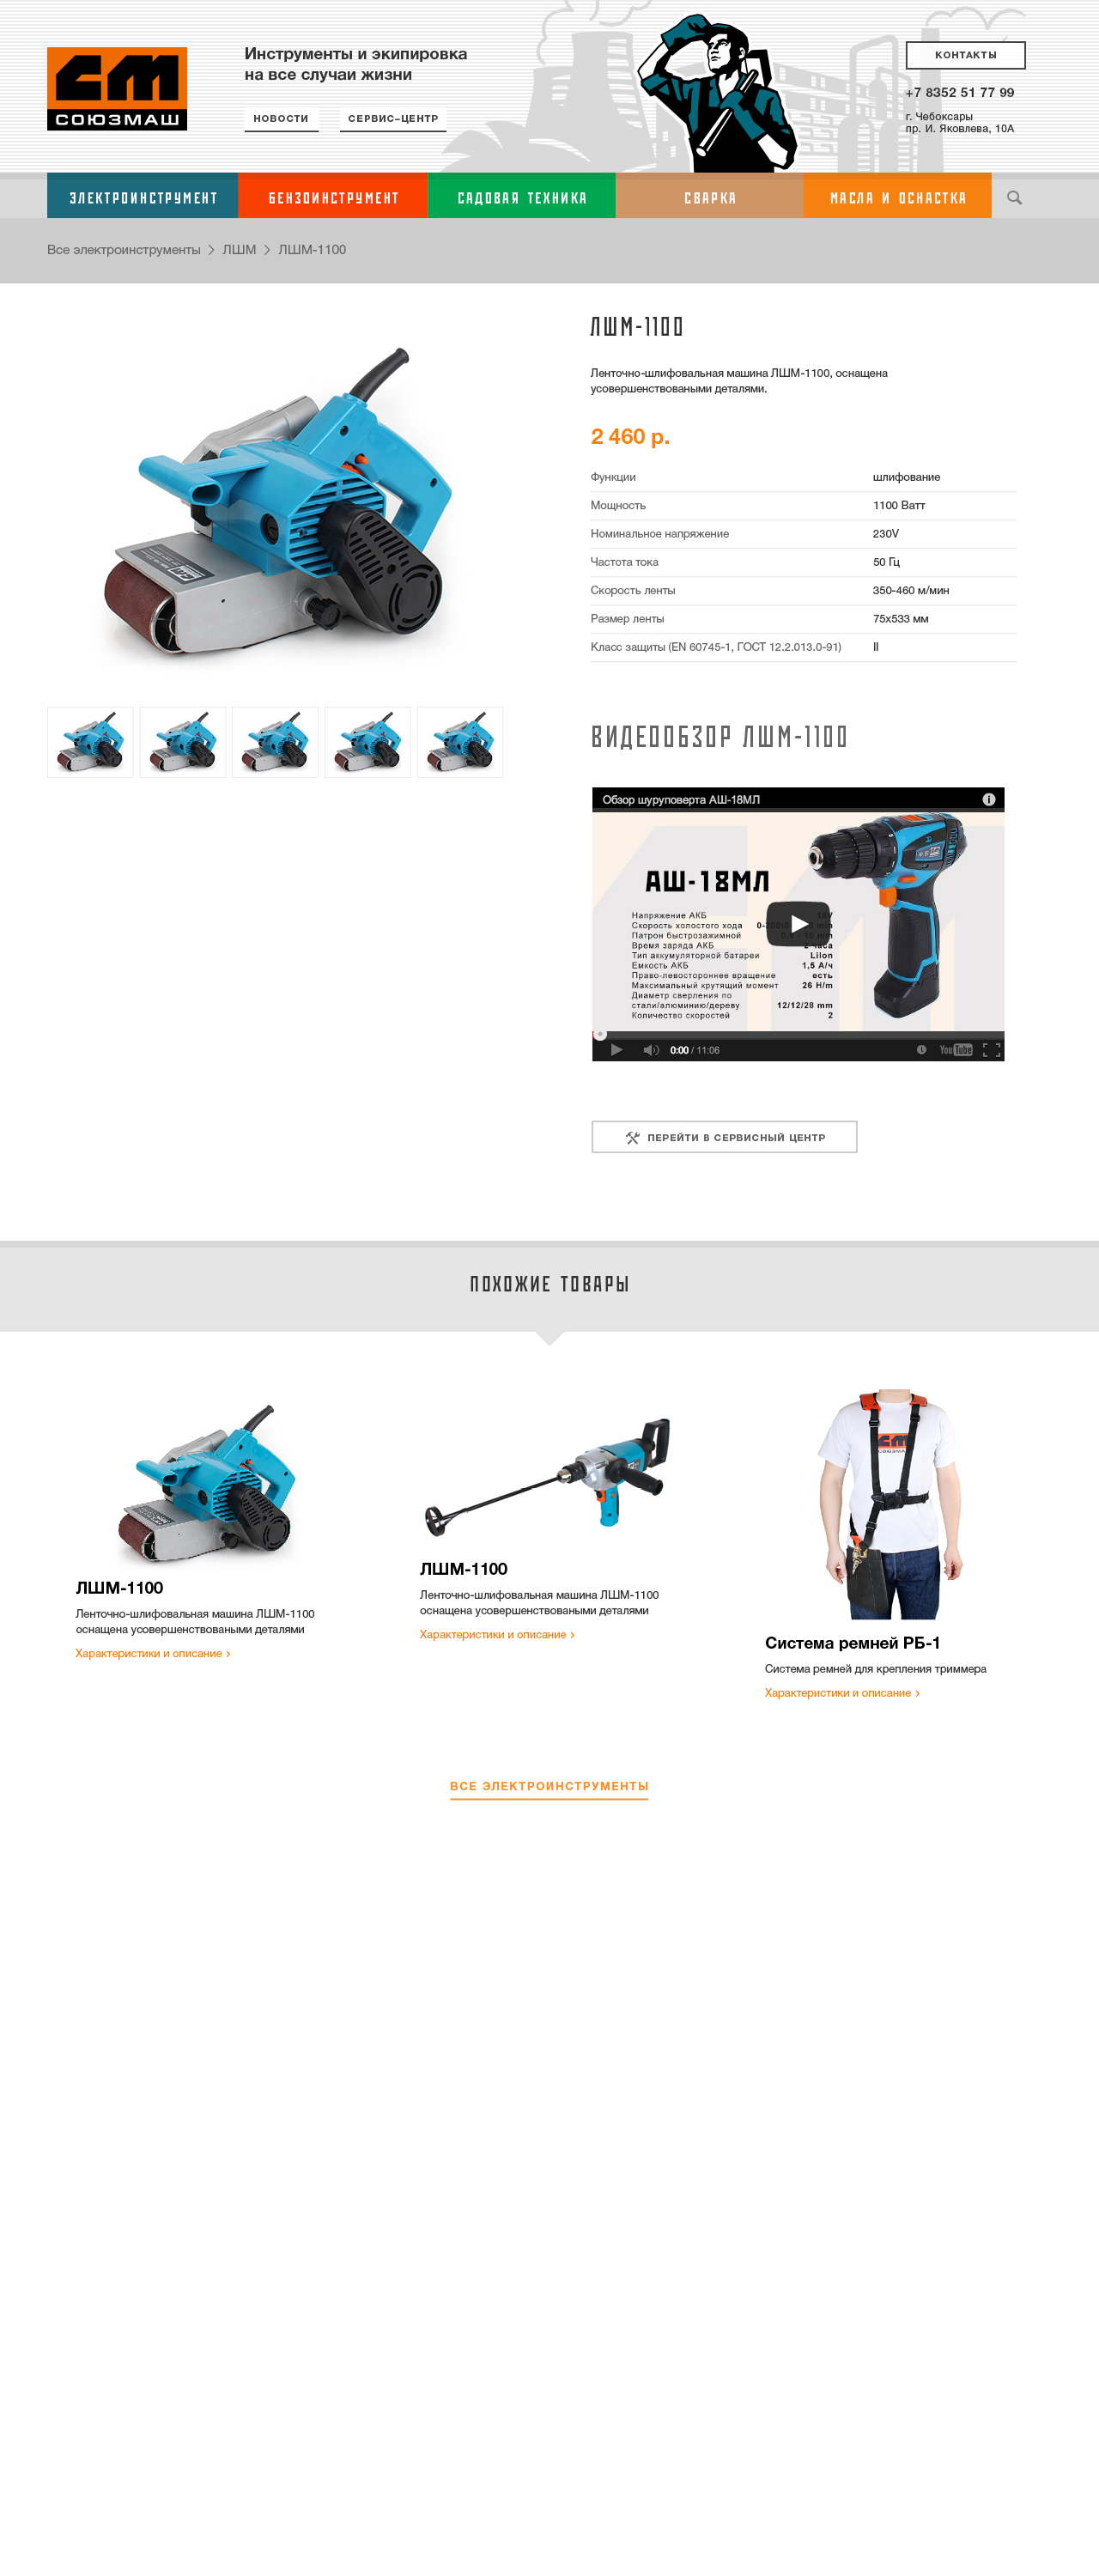 СМ
СОЮЗМАШ
Инструменты и экипировка
на все случаи жизни
НОВОСТИ
СЕРВИС–ЦЕНТР
КОНТАКТЫ
+7 8352 51 77 99
г. Чебоксары
пр. И. Яковлева, 10А
ЭЛЕКТРОИНСТРУМЕНТ
БЕНЗОИНСТРУМЕНТ
САДОВАЯ ТЕХНИКА
СВАРКА
МАСЛА И ОСНАСТКА
Все электроинструменты > ЛШМ > ЛШМ-1100
ЛШМ-1100
Ленточно-шлифовальная машина ЛШМ-1100, оснащена
усовершенствоваными деталями.
2 460 р.
Функции шлифование
Мощность 1100 Ватт
Номинальное напряжение 230V
Частота тока 50 Гц
Скорость ленты 350-460 м/мин
Размер ленты 75x533 мм
Класс защиты (EN 60745-1, ГОСТ 12.2.013.0-91) II
ВИДЕООБЗОР ЛШМ-1100
Обзор шуруповерта АШ-18МЛ
АШ-18МЛ
Напряжение АКБ 18V
Скорость холостого хода
Патрон быстрозажимной
Время заряда АКБ 2 часа
Тип аккумуляторной батареи LiIon
Емкость АКБ 1,5 А/ч
Право-левостороннее вращение есть
Максимальный крутящий момент 26 Н/m
Диаметр сверления по
стали/алюминию/дереву 12/12/28 mm
Количество скоростей 2
0:00 / 11:06
YouTube
ПЕРЕЙТИ В СЕРВИСНЫЙ ЦЕНТР
ПОХОЖИЕ ТОВАРЫ
СМ
СОЮЗМАШ
ЛШМ-1100
Ленточно-шлифовальная машина ЛШМ-1100
оснащена усовершенствоваными деталями
Характеристики и описание >
ЛШМ-1100
Ленточно-шлифовальная машина ЛШМ-1100
оснащена усовершенствоваными деталями
Характеристики и описание >
Система ремней РБ-1
Система ремней для крепления триммера
Характеристики и описание >
ВСЕ ЭЛЕКТРОИНСТРУМЕНТЫ